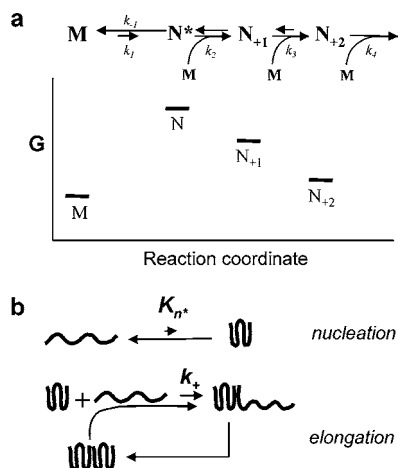 a
M k₋₁ k₁ N* k₂ N₊₁ k₃ N₊₂ k₄
M M M
G
N
N₊₁
M
N₊₂
Reaction coordinate
b
Kₙ*
nucleation
+ k₊
elongation